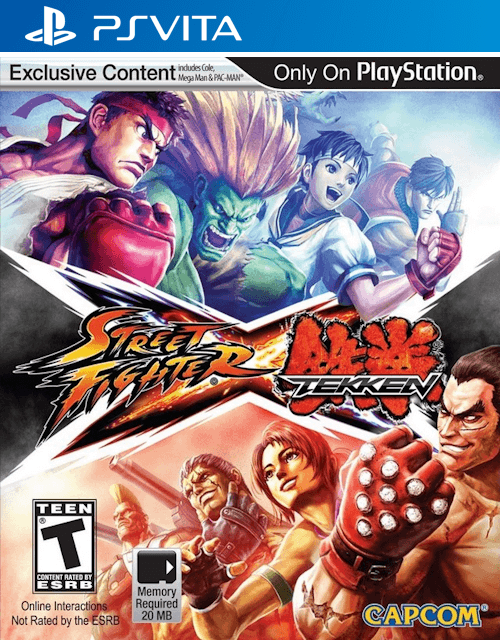 PSVITA
Exclusive Content includes Cole,
Mega Man & PAC-MAN®
Only On PlayStation®
STREET
FIGHTER®
X
鉄拳
TEKKEN
TEEN
®
T
CONTENT RATED BY
ESRB
Online Interactions
Not Rated by the ESRB
Memory
Required
20 MB
CAPCOM®